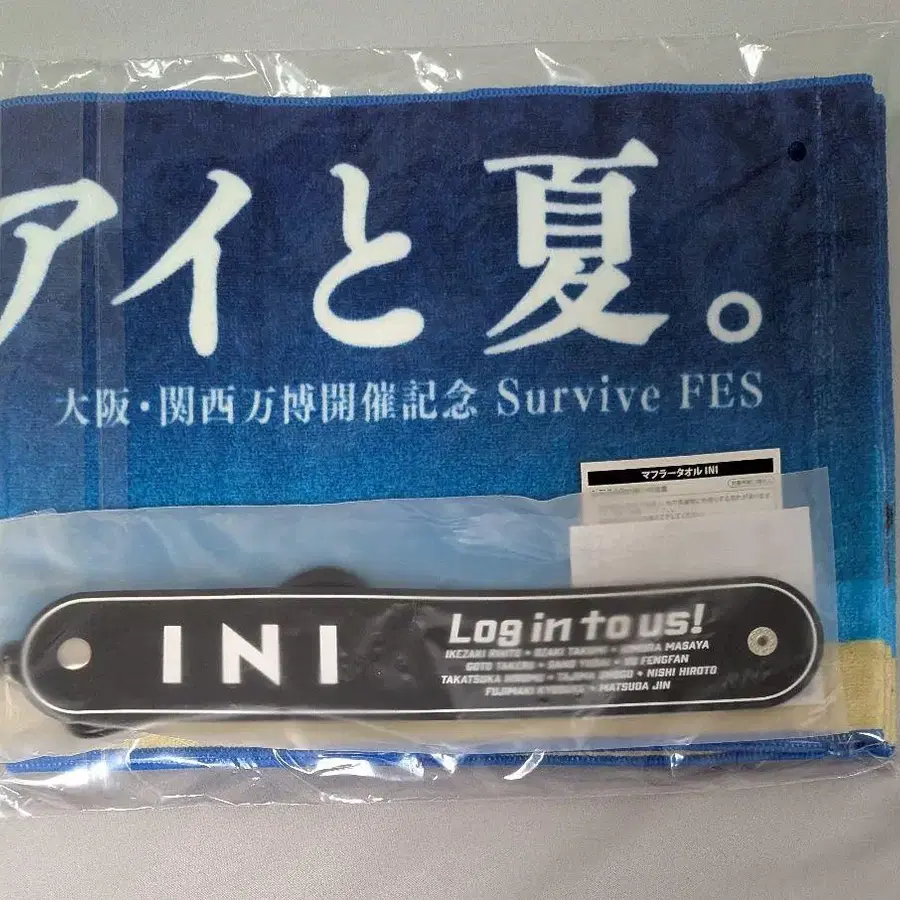 アイと夏。
大阪・関西万博開催記念 Survive FES
マフラータオル INI
INI
Log in to us!
IKEZAKI RIHITO • OZAKI TAKUMI • KIMURA MASAYA
GOTO TAKERU • SANO YUDAI • XU FENGFAN
TAKATSUKA HIROMU • TAJIMA SHOGO • NISHI HIROTO
FUJIMAKI KYOSUKE • MATSUDA JIN